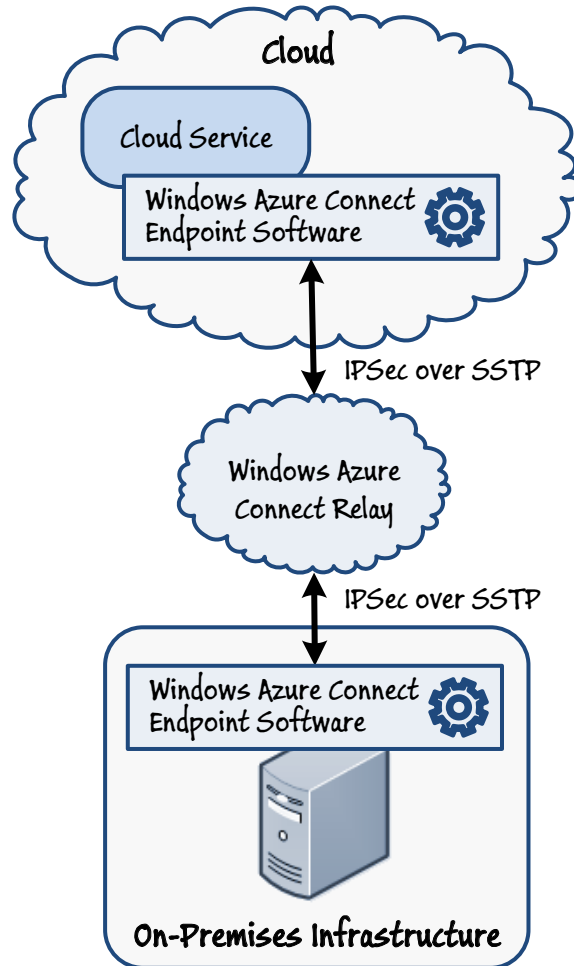 Cloud
Cloud Service
Windows Azure Connect
Endpoint Software
IPSec over SSTP
Windows Azure
Connect Relay
IPSec over SSTP
Windows Azure Connect
Endpoint Software
On-Premises Infrastructure